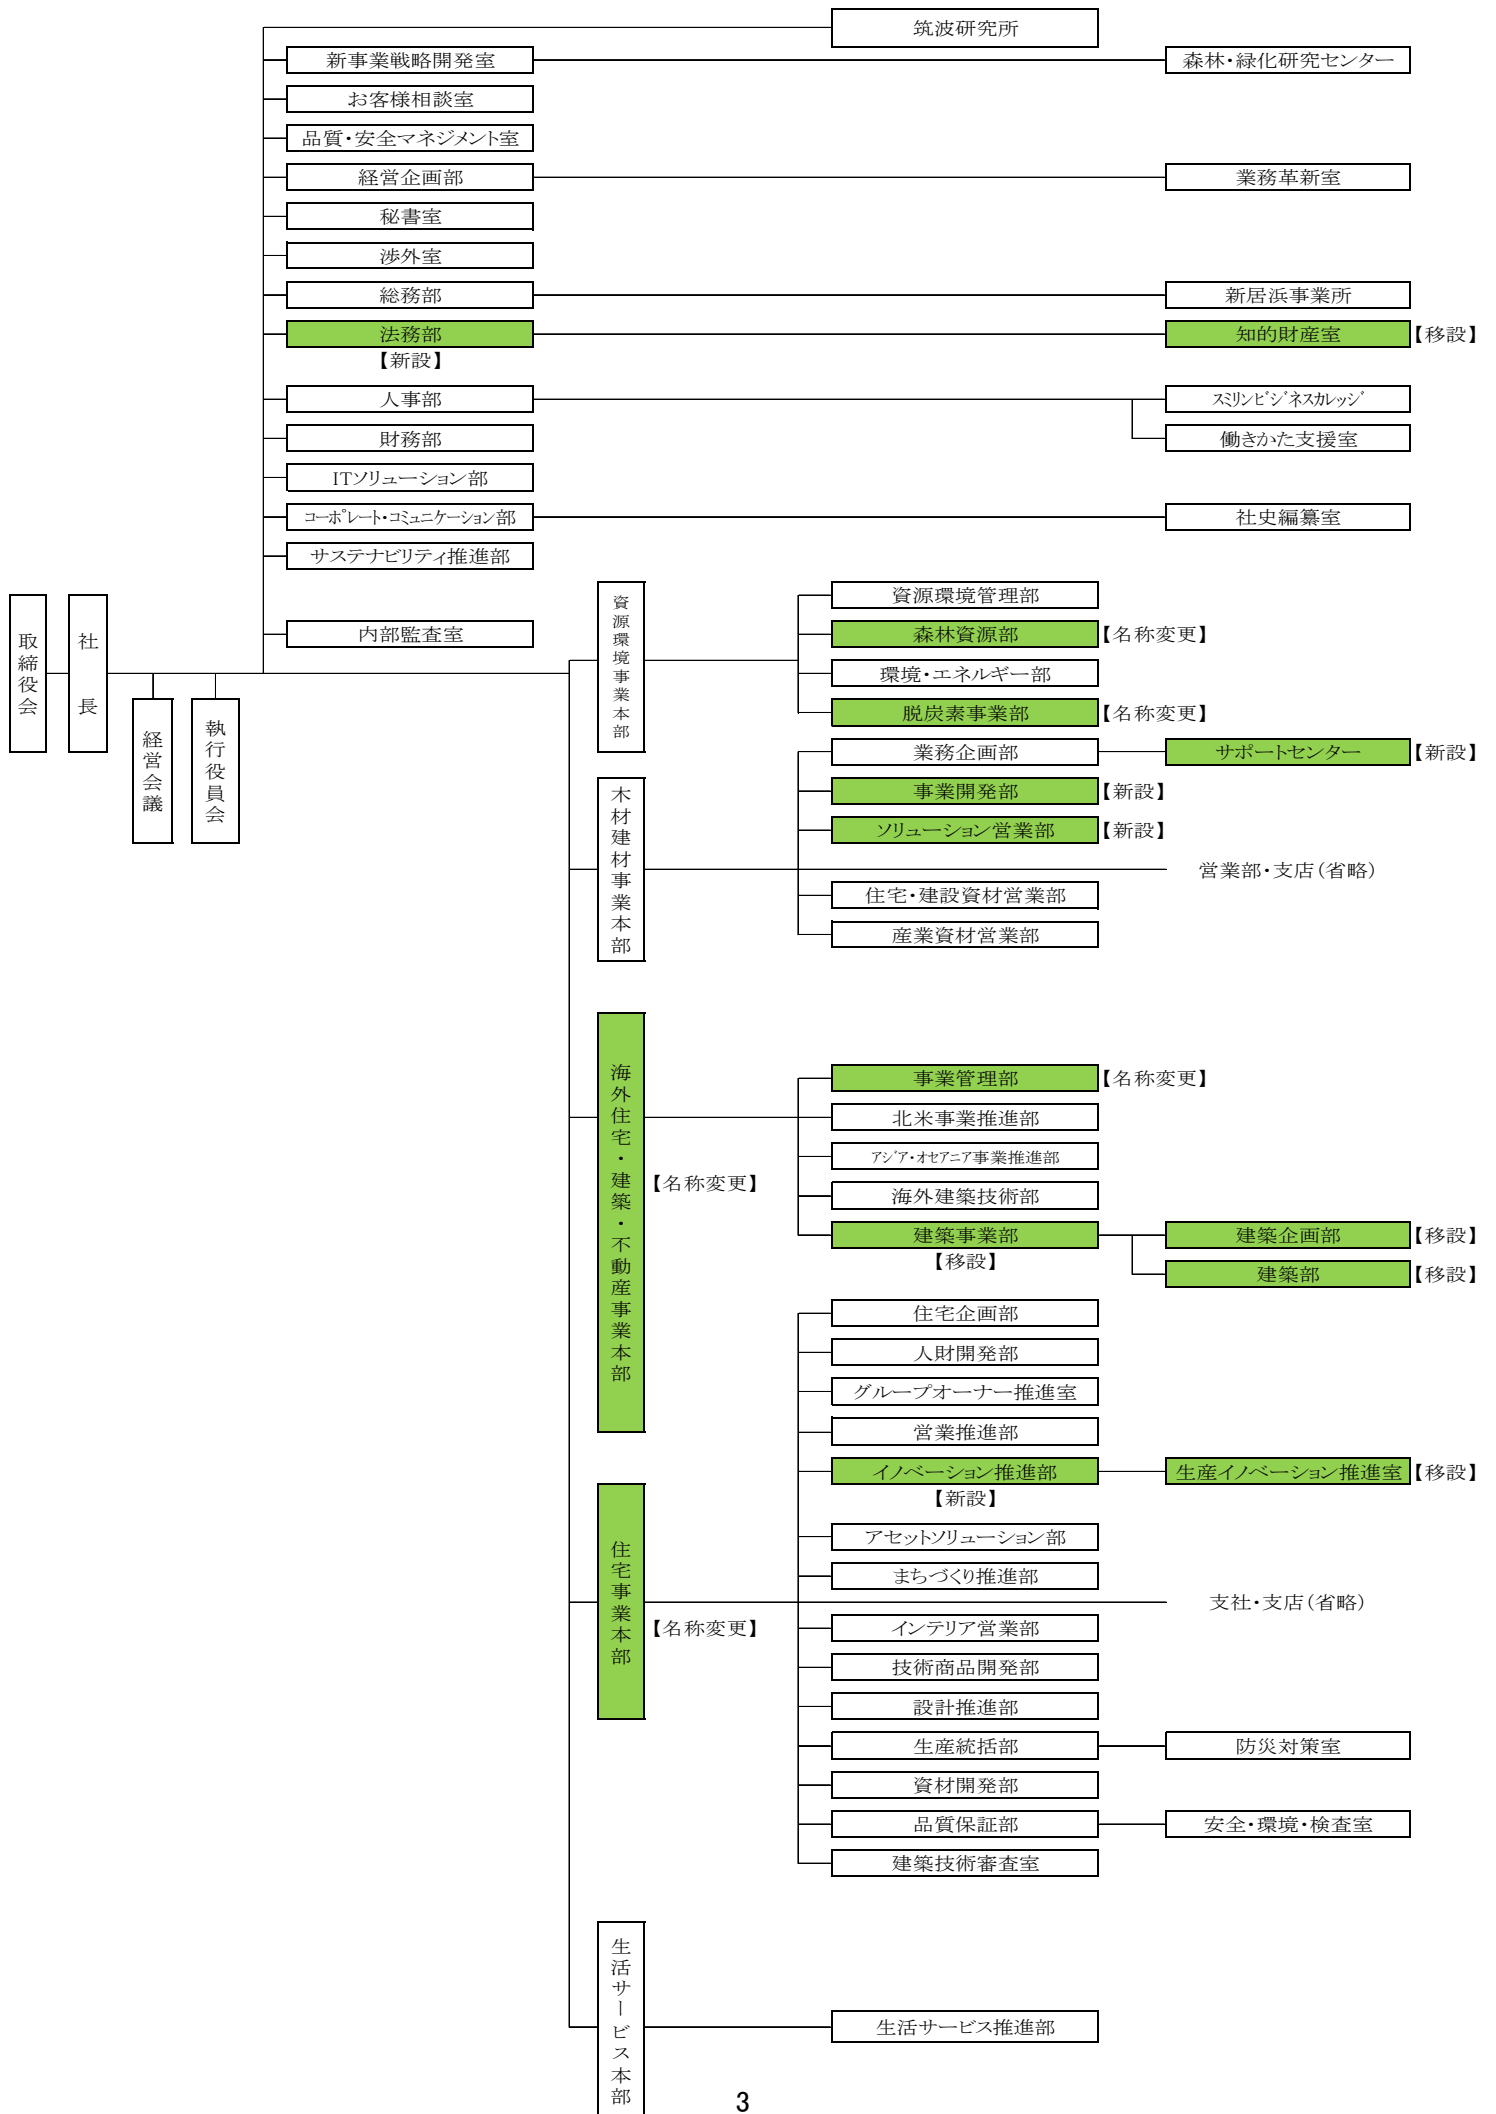 筑波研究所
新事業戦略開発室
森林・緑化研究センター
お客様相談室
品質・安全マネジメント室
経営企画部
業務革新室
秘書室
渉外室
総務部
新居浜事業所
法務部
【新設】
知的財産室
【移設】
人事部
スミリンビジネスカレッジ
働きかた支援室
財務部
ITソリューション部
コーポレート・コミュニケーション部
社史編纂室
サステナビリティ推進部
内部監査室
取締役会
社長
経営会議
執行役員会
資源環境事業本部
資源環境管理部
森林資源部
【名称変更】
環境・エネルギー部
脱炭素事業部
【名称変更】
木材建材事業本部
業務企画部
サポートセンター
【新設】
事業開発部
【新設】
ソリューション営業部
【新設】
営業部・支店(省略)
住宅・建設資材営業部
産業資材営業部
海外住宅・建築・不動産事業本部
【名称変更】
事業管理部
【名称変更】
北米事業推進部
アジア・オセアニア事業推進部
海外建築技術部
建築事業部
【移設】
建築企画部
【移設】
建築部
【移設】
住宅事業本部
【名称変更】
住宅企画部
人財開発部
グループオーナー推進室
営業推進部
イノベーション推進部
【新設】
生産イノベーション推進室
【移設】
アセットソリューション部
まちづくり推進部
支社・支店(省略)
インテリア営業部
技術商品開発部
設計推進部
生産統括部
防災対策室
資材開発部
品質保証部
安全・環境・検査室
建築技術審査室
生活サービス本部
生活サービス推進部
3